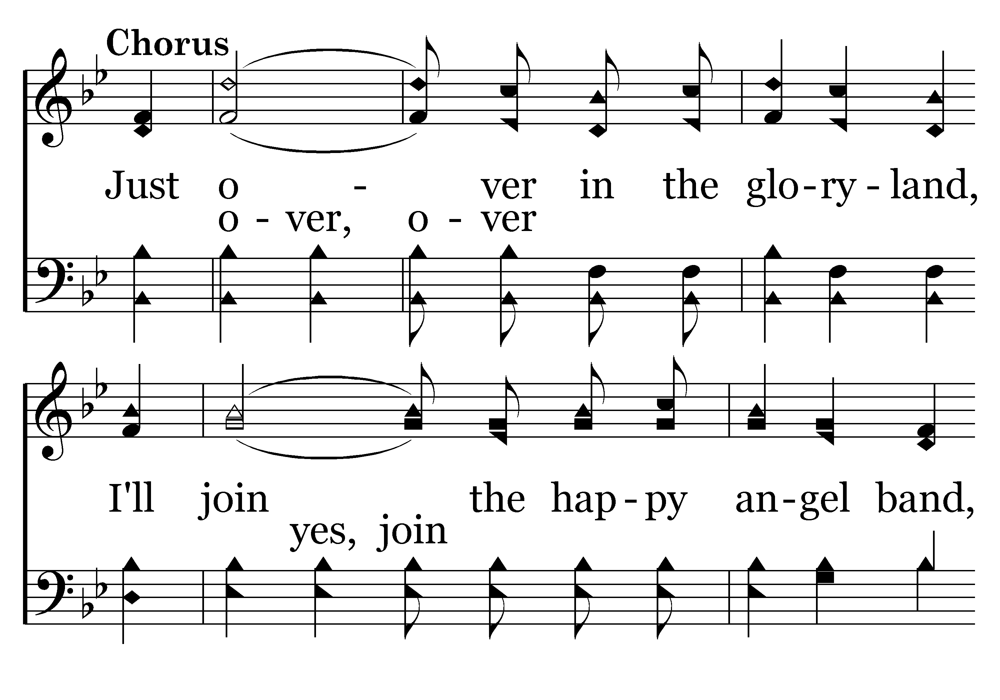 Chorus
Just o - ver in the glo-ry-land,
o-ver, o-ver
I'll join the hap-py an-gel band,
yes, join